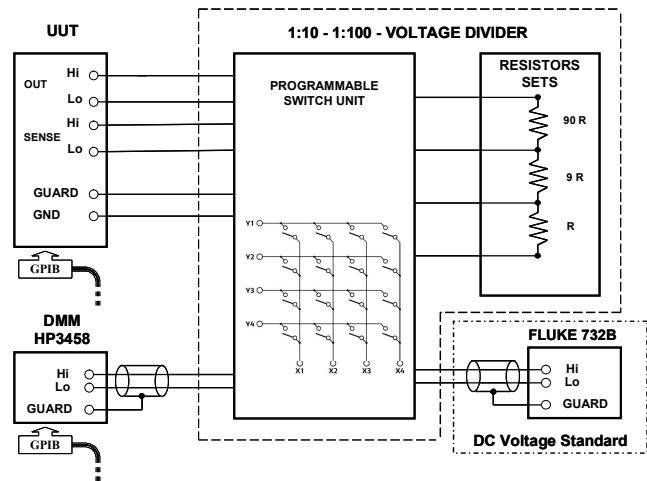 UUT
1:10 - 1:100 - VOLTAGE DIVIDER
OUT
Hi
Lo
SENSE
Hi
Lo
GUARD
GND
GPIB
PROGRAMMABLE
SWITCH UNIT
Y1
Y2
Y3
Y4
X1 X2 X3 X4
RESISTORS
SETS
90 R
9 R
R
DMM
HP3458
Hi
Lo
GUARD
GPIB
FLUKE 732B
Hi
Lo
GUARD
DC Voltage Standard